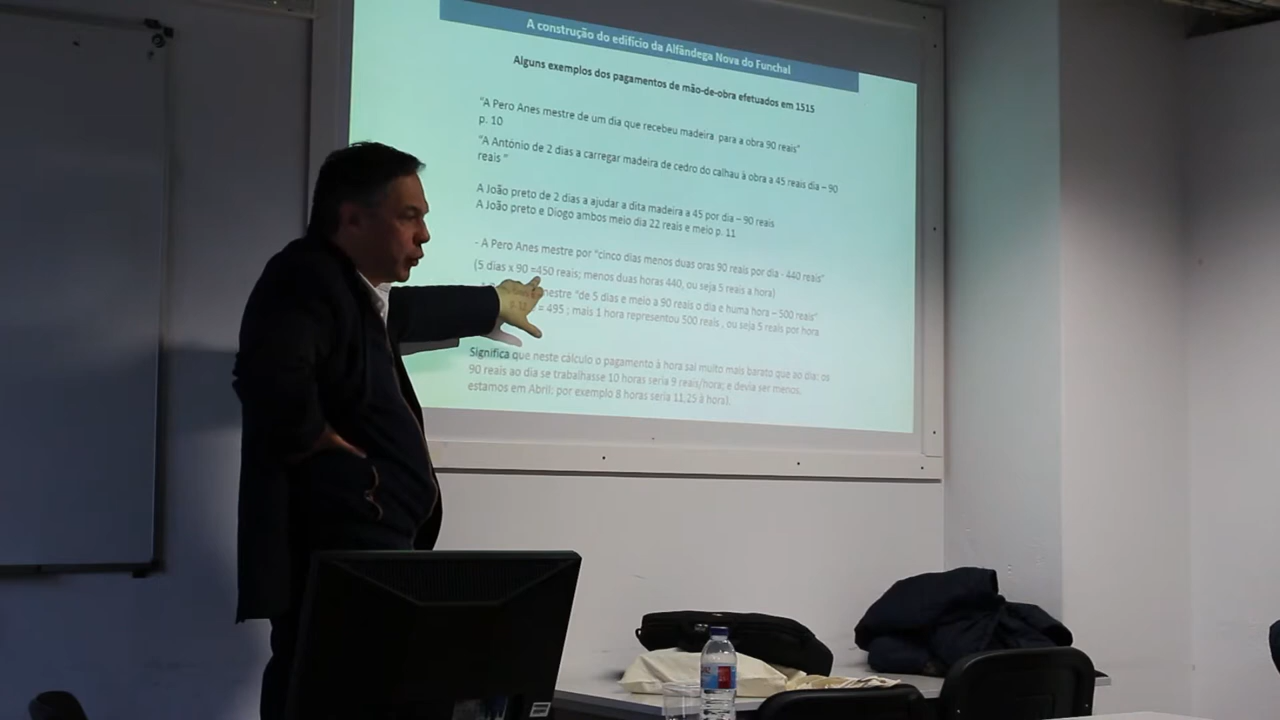 A construção do edifício da Alfândega Nova do Funchal
Alguns exemplos dos pagamentos de mão-de-obra efetuados em 1515
"A Pero Anes mestre de um dia que recebeu madeira para a obra 90 reais"
p. 10
"A António de 2 dias a carregar madeira de cedro do calhau à obra a 45 reais dia – 90
reais "
A João preto de 2 dias a ajudar a dita madeira a 45 por dia – 90 reais
A João preto e Diogo ambos meio dia 22 reais e meio p. 11
- A Pero Anes mestre por "cinco dias menos duas oras 90 reais por dia - 440 reais"
(5 dias x 90 =450 reais; menos duas horas 440, ou seja 5 reais a hora)
mestre "de 5 dias e meio a 90 reais o dia e huma hora – 500 reais"
= 495 ; mais 1 hora representou 500 reais , ou seja 5 reais por hora
Significa que neste cálculo o pagamento à hora sai muito mais barato que ao dia: os
90 reais ao dia se trabalhasse 10 horas seria 9 reais/hora; e devia ser menos,
estamos em Abril; por exemplo 8 horas seria 11,25 à hora)